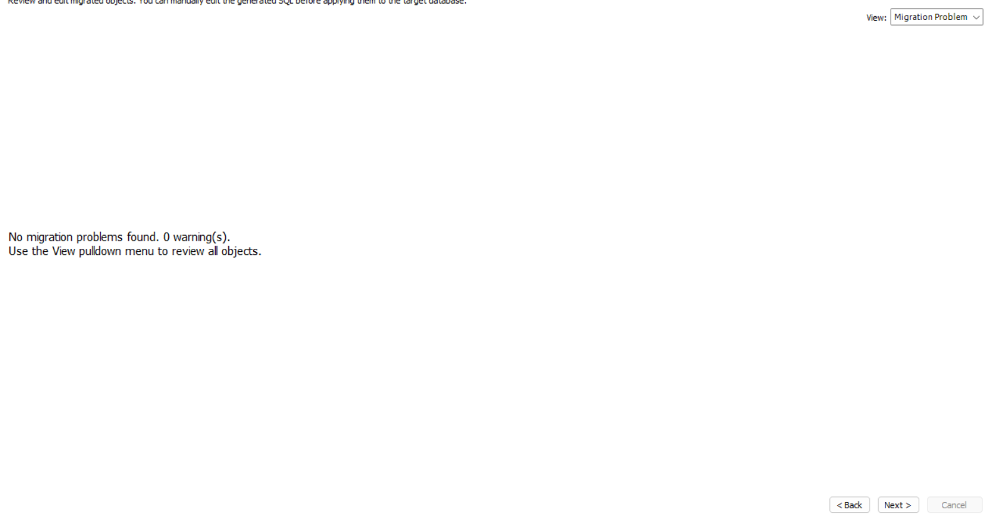 Review and edit migrated objects. You can manually edit the generated SQL before applying them to the target database.
View: Migration Problem
No migration problems found. 0 warning(s).
Use the View pulldown menu to review all objects.
< Back Next > Cancel